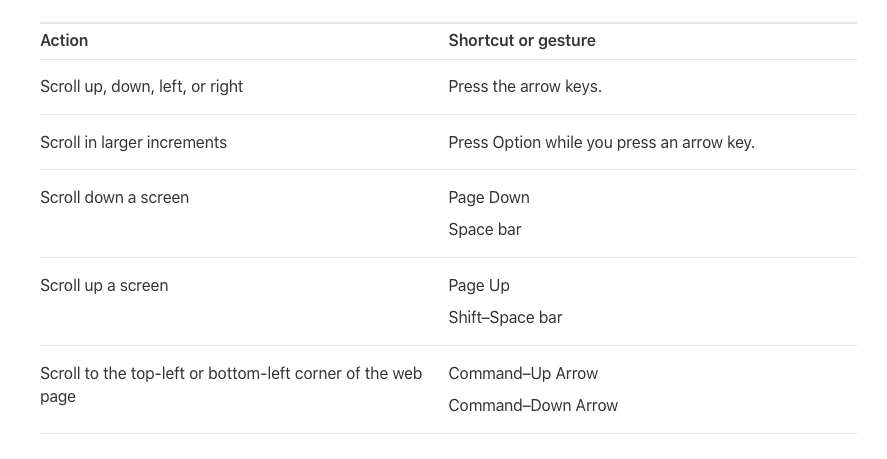 Action
Shortcut or gesture
Scroll up, down, left, or right
Press the arrow keys.
Scroll in larger increments
Press Option while you press an arrow key.
Scroll down a screen
Page Down
Space bar
Scroll up a screen
Page Up
Shift–Space bar
Scroll to the top-left or bottom-left corner of the web
page
Command–Up Arrow
Command–Down Arrow